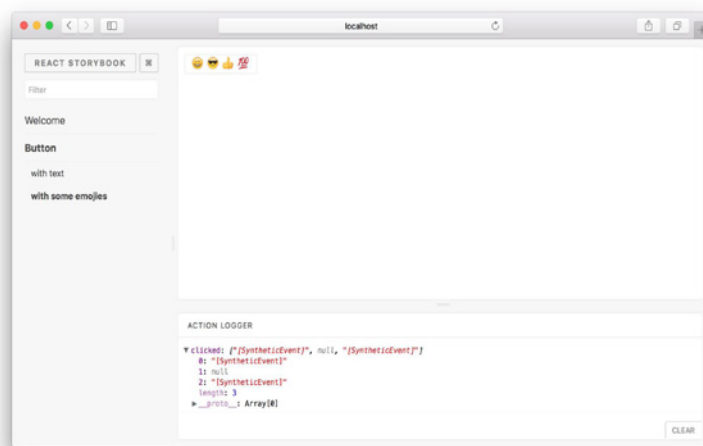 localhost
REACT STORYBOOK ⌘
Filter
Welcome
Button
with text
with some emojies
😀 😎 👍 💯
ACTION LOGGER
▼clicked: ["[SyntheticEvent]", null, "[SyntheticEvent]"]
0: "[SyntheticEvent]"
1: null
2: "[SyntheticEvent]"
length: 3
▶__proto__: Array[0]
CLEAR